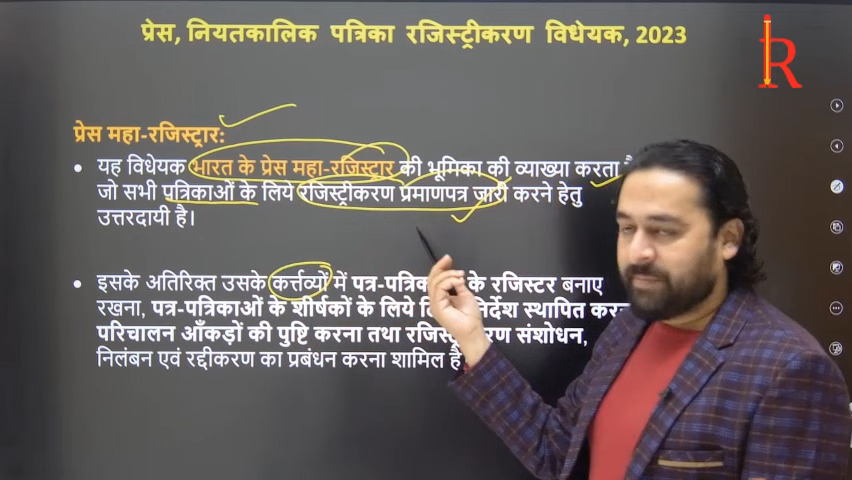 प्रेस, नियतकालिक पत्रिका रजिस्ट्रीकरण विधेयक, 2023
R
प्रेस महा-रजिस्ट्रार:
• यह विधेयक भारत के प्रेस महा-रजिस्ट्रार की भूमिका की व्याख्या करता
जो सभी पत्रिकाओं के लिये रजिस्ट्रीकरण प्रमाणपत्र जारी करने हेतु
उत्तरदायी है।
• इसके अतिरिक्त उसके कर्त्तव्यों में पत्र-पत्रिकाओं के रजिस्टर बनाए
रखना, पत्र-पत्रिकाओं के शीर्षकों के लिये निर्देश स्थापित करना
परिचालन आँकड़ों की पुष्टि करना तथा रजिस्ट्रीकरण संशोधन,
निलंबन एवं रद्दीकरण का प्रबंधन करना शामिल है